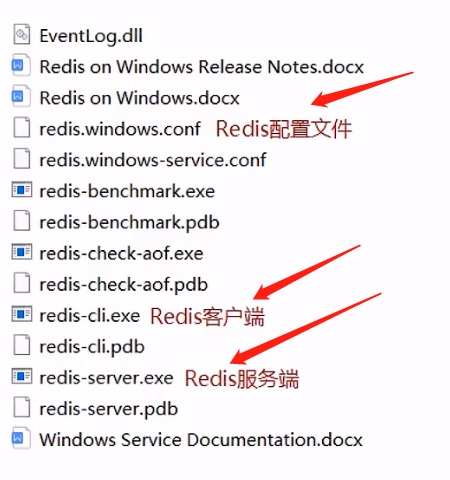 EventLog.dll
Redis on Windows Release Notes.docx
Redis on Windows.docx
redis.windows.conf Redis配置文件
redis.windows-service.conf
redis-benchmark.exe
redis-benchmark.pdb
redis-check-aof.exe
redis-check-aof.pdb
redis-cli.exe Redis客户端
redis-cli.pdb
redis-server.exe Redis服务端
redis-server.pdb
Windows Service Documentation.docx